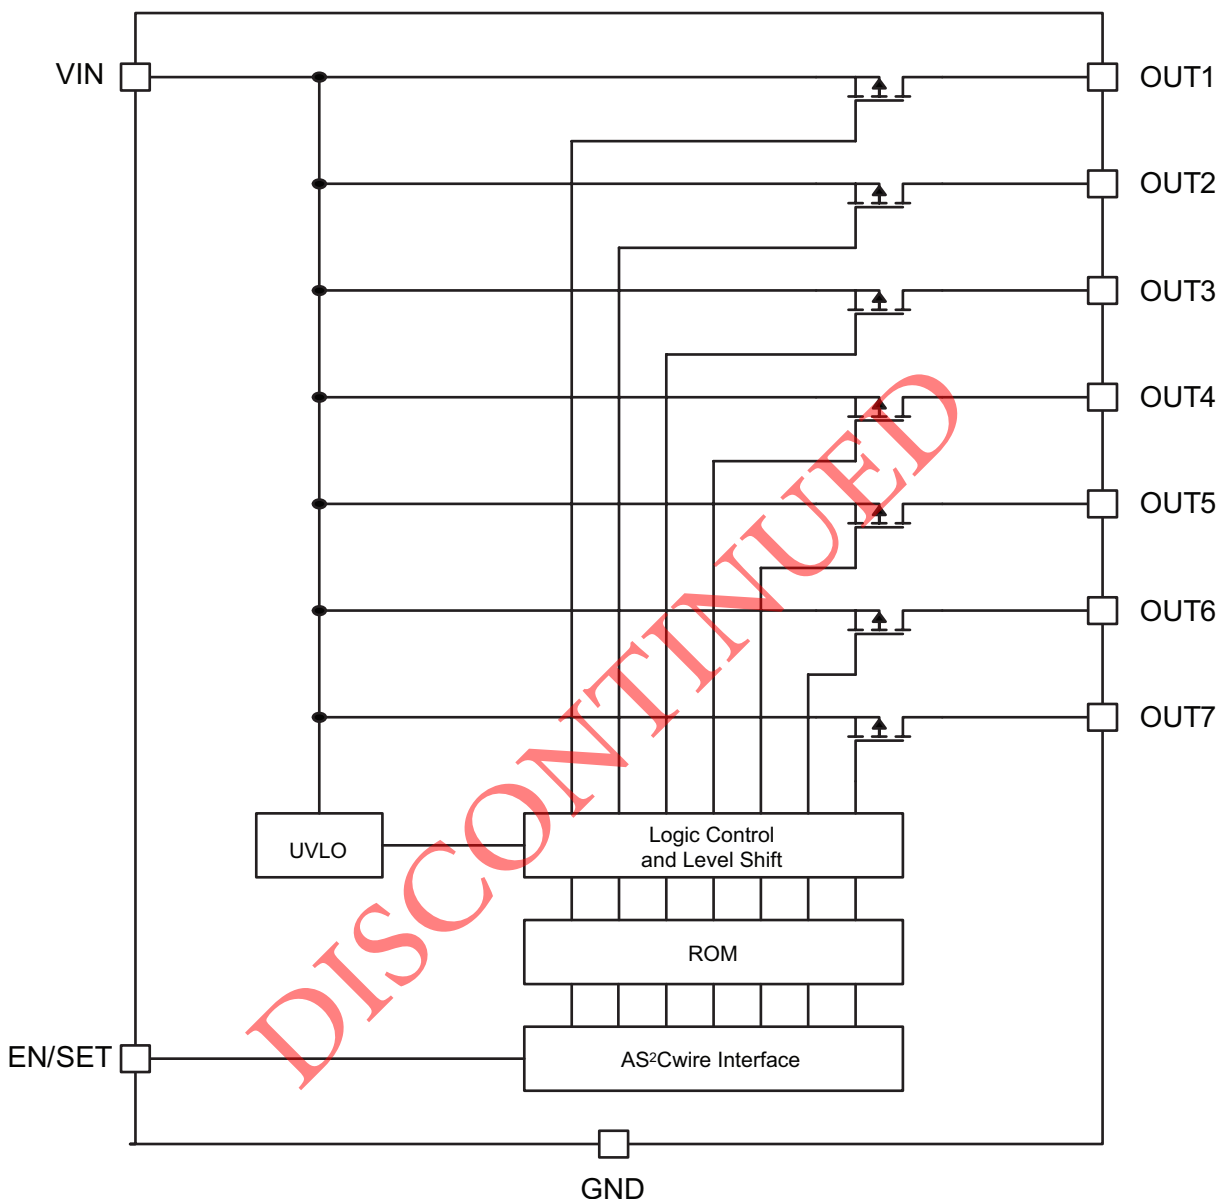 VIN
OUT1
OUT2
OUT3
OUT4
OUT5
OUT6
OUT7
UVLO
Logic Control
and Level Shift
ROM
EN/SET
AS²Cwire Interface
GND
DISCONTINUED